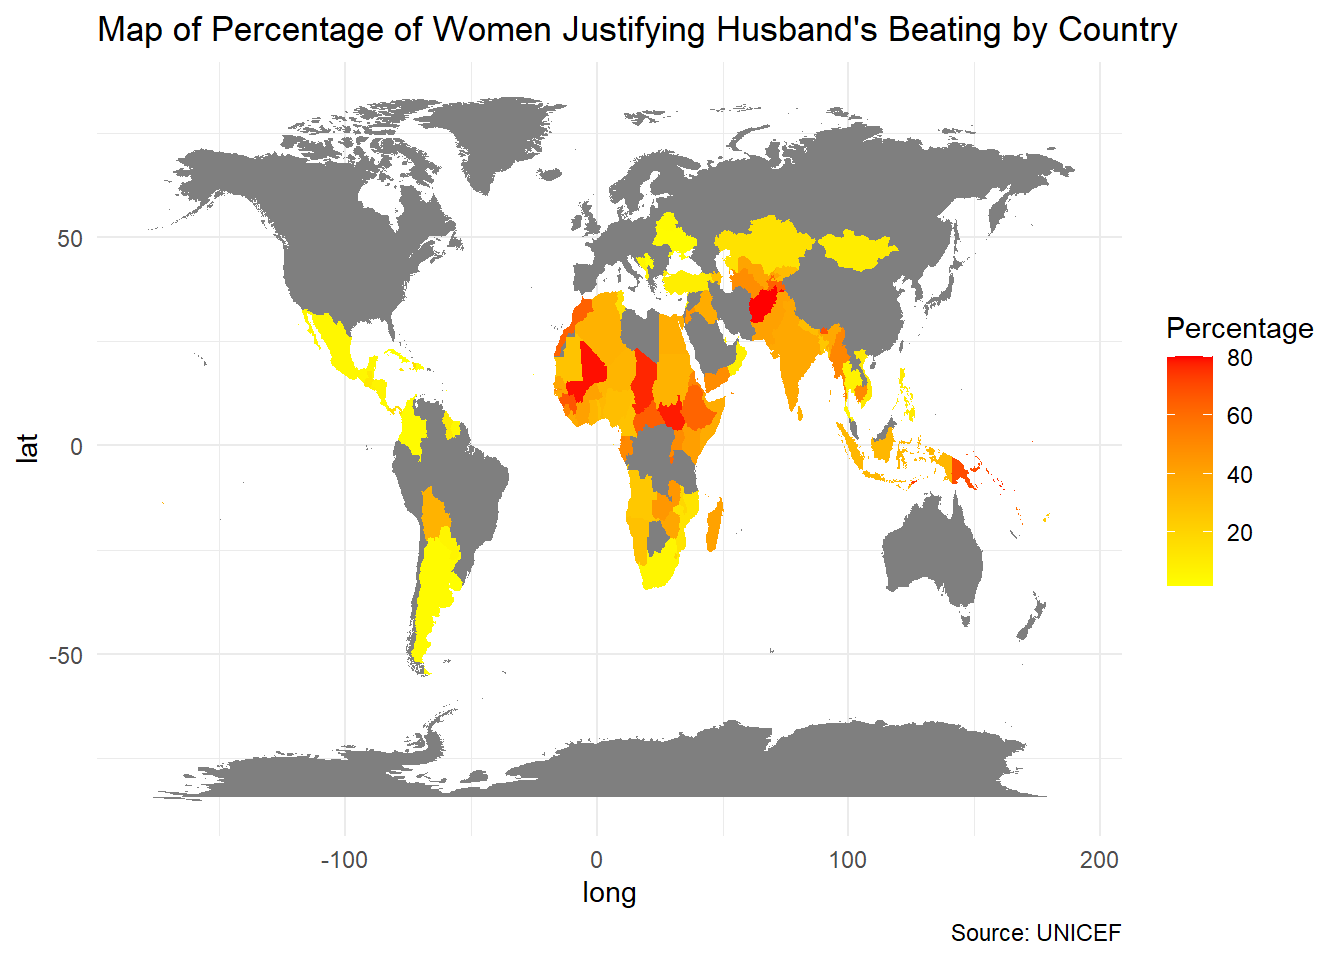 Map of Percentage of Women Justifying Husband's Beating by Country
50
0
-50
lat
-100
0
100
200
long
Percentage
80
60
40
20
Source: UNICEF